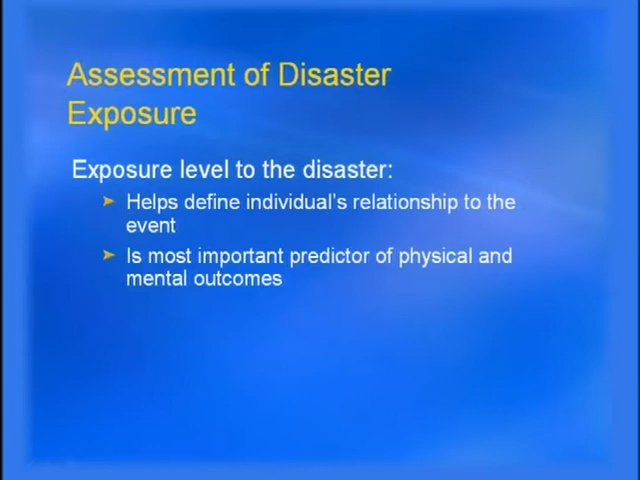 Assessment of Disaster
Exposure
Exposure level to the disaster:
Helps define individual's relationship to the
event
Is most important predictor of physical and
mental outcomes